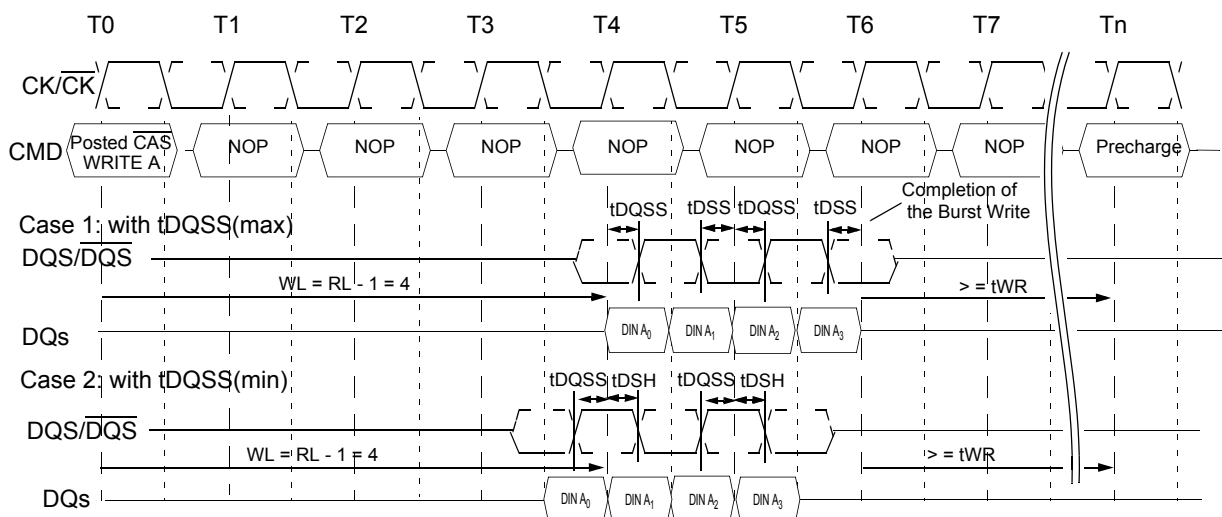 T0 T1 T2 T3 T4 T5 T6 T7 Tn
CK/CK
CMD Posted CAS WRITE A NOP NOP NOP NOP NOP NOP NOP Precharge
Completion of
the Burst Write
Case 1: with tDQSS(max)
tDQSS tDSS tDQSS tDSS
DQS/DQS
WL = RL - 1 = 4
> = tWR
DQs
DIN A0 DIN A1 DIN A2 DIN A3
Case 2: with tDQSS(min)
tDQSS tDSH tDQSS tDSH
DQS/DQS
WL = RL - 1 = 4
> = tWR
DQs
DIN A0 DIN A1 DIN A2 DIN A3